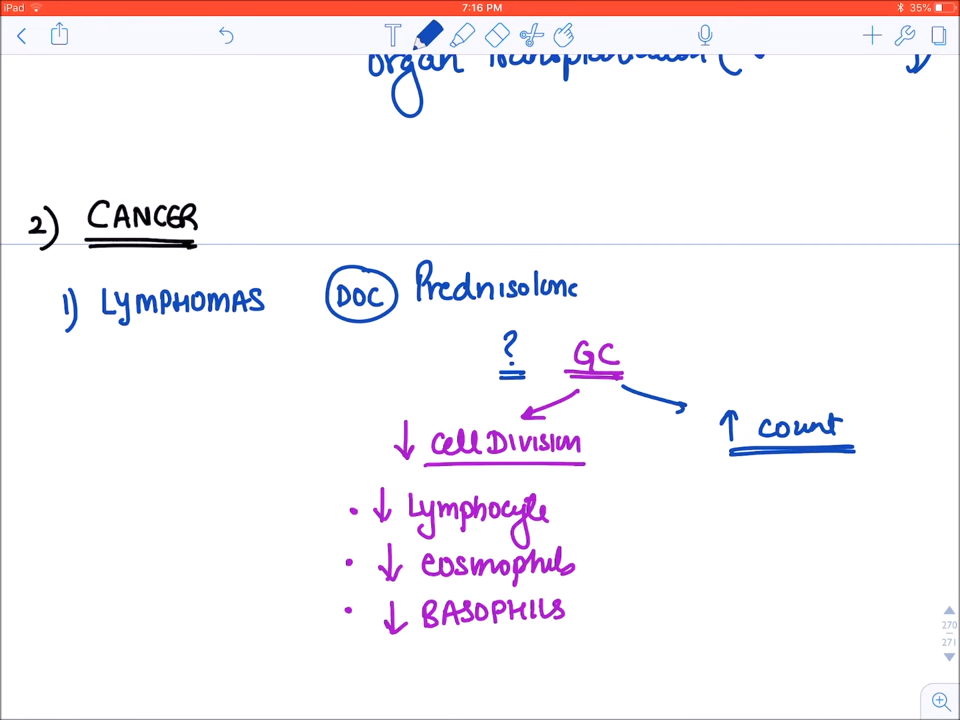 iPad 7:16 PM 35%
T
organ
2) CANCER
1) LYMPHOMAS DOC Prednisolone
? GC
↓ Cell Division ↑ count
• ↓ Lymphocyte
• ↓ Eosinophils
• ↓ BASOPHILS
270
271